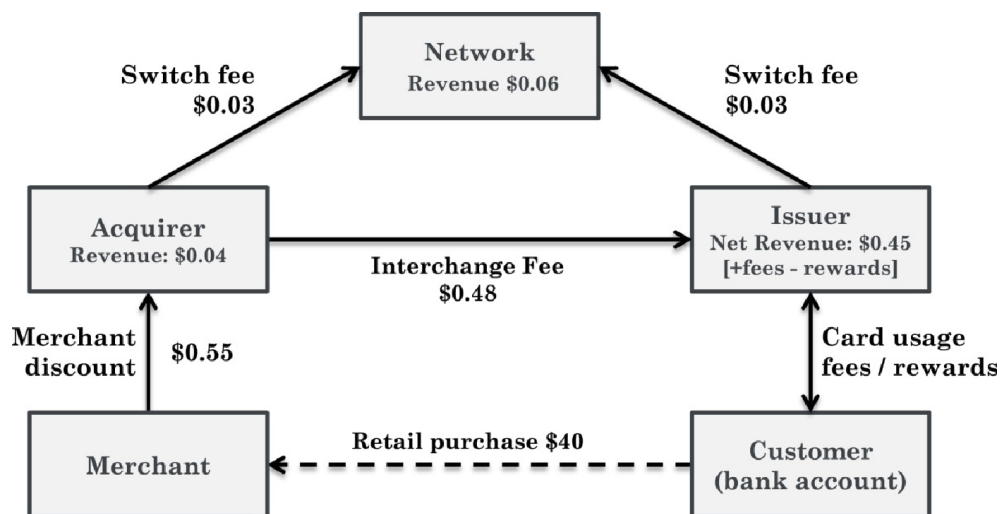 Network
Revenue $0.06
Switch fee
$0.03
Switch fee
$0.03
Acquirer
Revenue: $0.04
Issuer
Net Revenue: $0.45
[+fees - rewards]
Interchange Fee
$0.48
Merchant
discount
$0.55
Card usage
fees / rewards
Retail purchase $40
Merchant
Customer
(bank account)